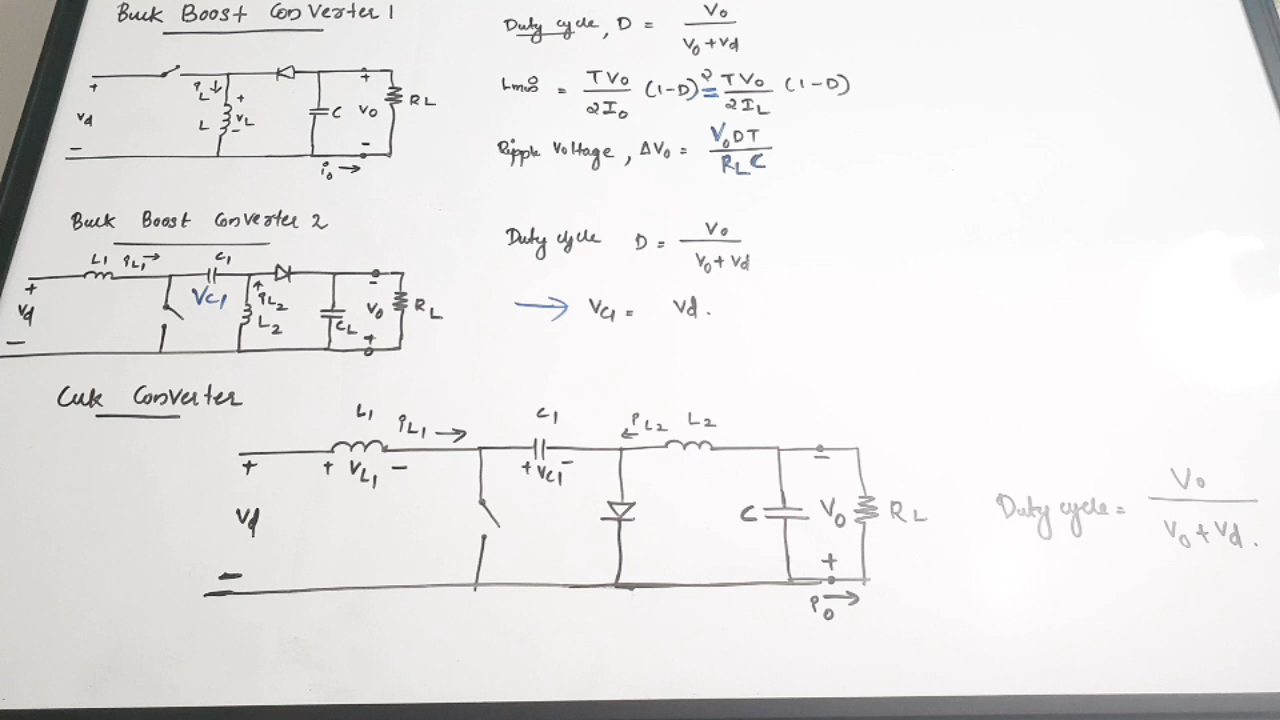 Buck Boost Converter 1
Duty cycle, D = Vo / Vo + Vd
Lmin = TVo / 2Io (1-D) = TVo / 2IL (1-D)
Ripple Voltage, ΔVo = VoDT / RLC
Vd
+
-
iL
L
+
VL
-
C
+
Vo
-
RL
io
Buck Boost Converter 2
Duty cycle D = Vo / Vo + Vd
VC1 = Vd.
L1
iL1
C1
+
Vd
-
VC1
iL2
L2
CL
-
Vo
+
RL
Cuk Converter
L1
iL1
C1
iL2
L2
+
+ VL1 -
+ VC1 -
-
Vd
C
Vo
RL
-
+
io
Duty cycle = Vo / Vo + Vd.